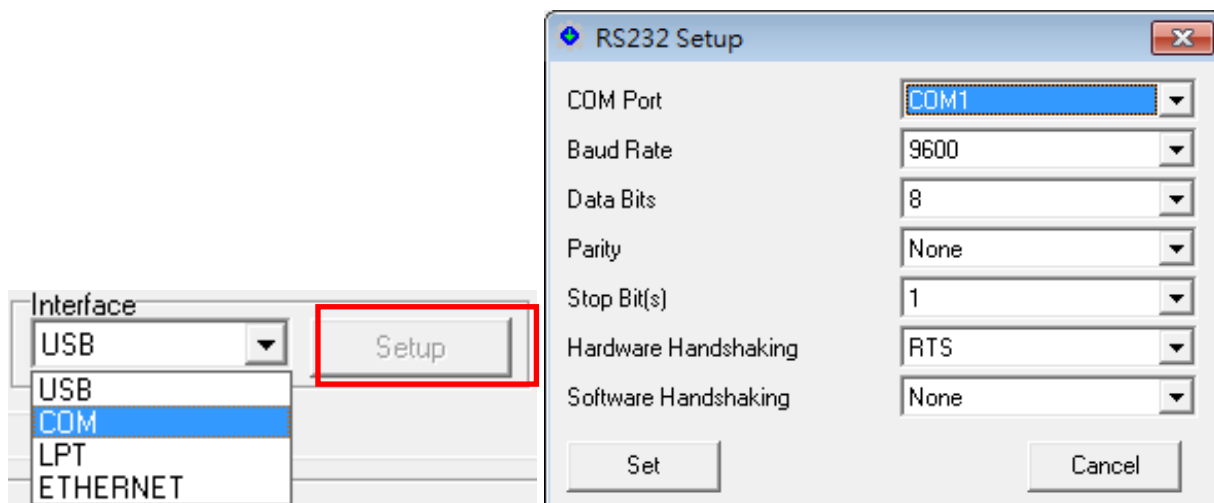 Interface
USB
Setup
USB
COM
LPT
ETHERNET
RS232 Setup
COM Port COM1
Baud Rate 9600
Data Bits 8
Parity None
Stop Bit(s) 1
Hardware Handshaking RTS
Software Handshaking None
Set Cancel